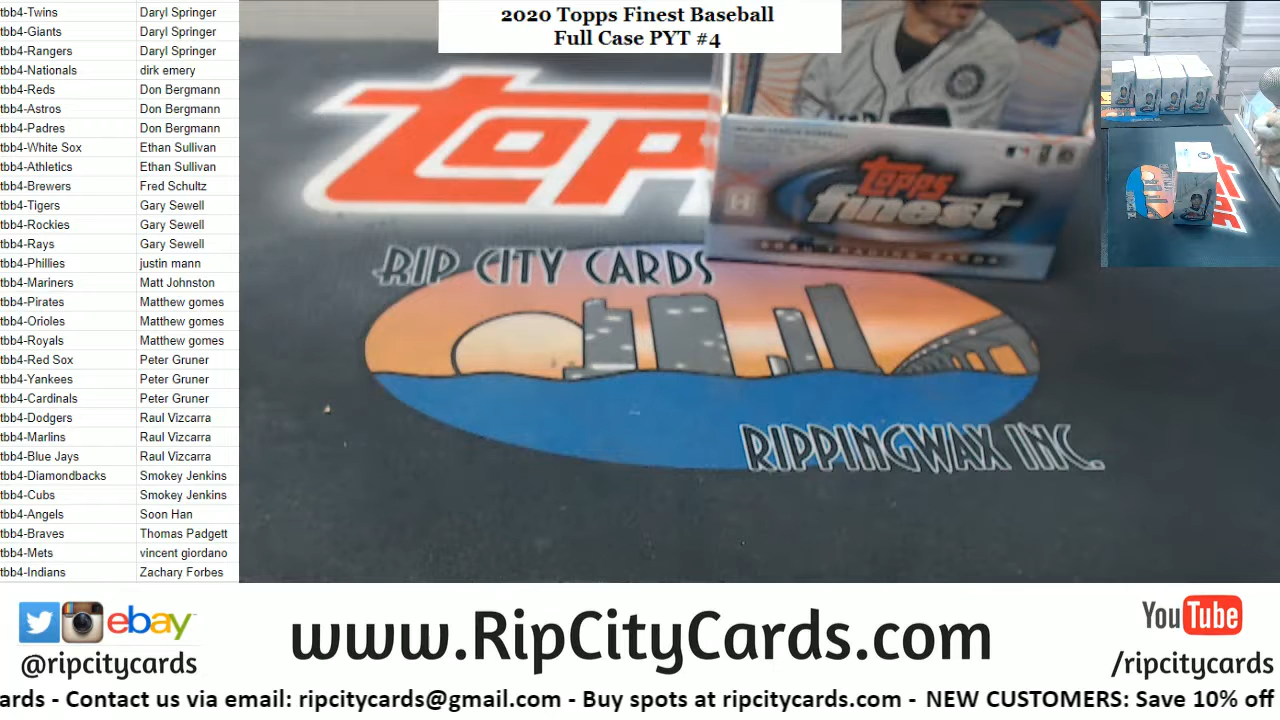 2020 Topps Finest Baseball
Full Case PYT #4
tbb4-Twins Daryl Springer
tbb4-Giants Daryl Springer
tbb4-Rangers Daryl Springer
tbb4-Nationals dirk emery
tbb4-Reds Don Bergmann
tbb4-Astros Don Bergmann
tbb4-Padres Don Bergmann
tbb4-White Sox Ethan Sullivan
tbb4-Athletics Ethan Sullivan
tbb4-Brewers Fred Schultz
tbb4-Tigers Gary Sewell
tbb4-Rockies Gary Sewell
tbb4-Rays Gary Sewell
tbb4-Phillies justin mann
tbb4-Mariners Matt Johnston
tbb4-Pirates Matthew gomes
tbb4-Orioles Matthew gomes
tbb4-Royals Matthew gomes
tbb4-Red Sox Peter Gruner
tbb4-Yankees Peter Gruner
tbb4-Cardinals Peter Gruner
tbb4-Dodgers Raul Vizcarra
tbb4-Marlins Raul Vizcarra
tbb4-Blue Jays Raul Vizcarra
tbb4-Diamondbacks Smokey Jenkins
tbb4-Cubs Smokey Jenkins
tbb4-Angels Soon Han
tbb4-Braves Thomas Padgett
tbb4-Mets vincent giordano
tbb4-Indians Zachary Forbes
Topps
finest
RIP CITY CARDS
RIPPINGWAX INC.
ebay
@ripcitycards
www.RipCityCards.com
YouTube
/ripcitycards
ards - Contact us via email: ripcitycards@gmail.com - Buy spots at ripcitycards.com - NEW CUSTOMERS: Save 10% off